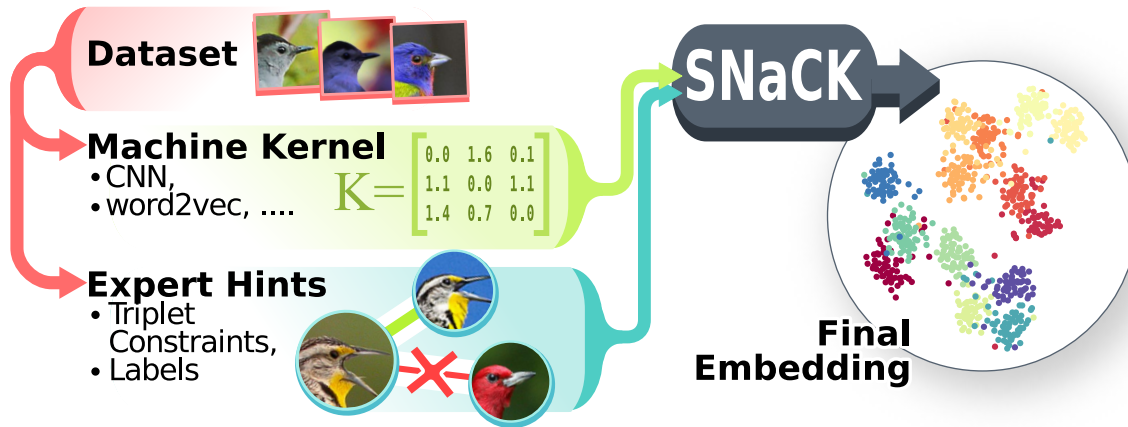 Dataset
Machine Kernel
• CNN,
• word2vec, ....
K=
0.0 1.6 0.1
1.1 0.0 1.1
1.4 0.7 0.0
Expert Hints
• Triplet
Constraints,
• Labels
SNaCK
Final
Embedding